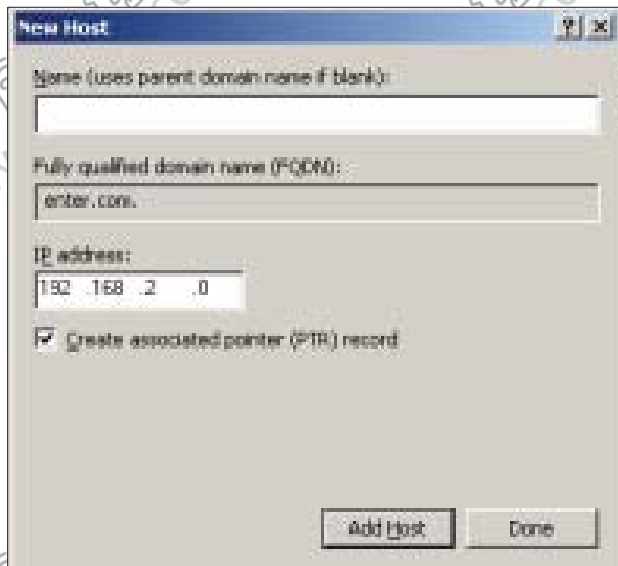 New Host
Name (uses parent domain name if blank):
Fully qualified domain name (FQDN):
enter.com.
IP address:
192 .168 .2 .0
Create associated pointer (PTR) record
Add Host
Done